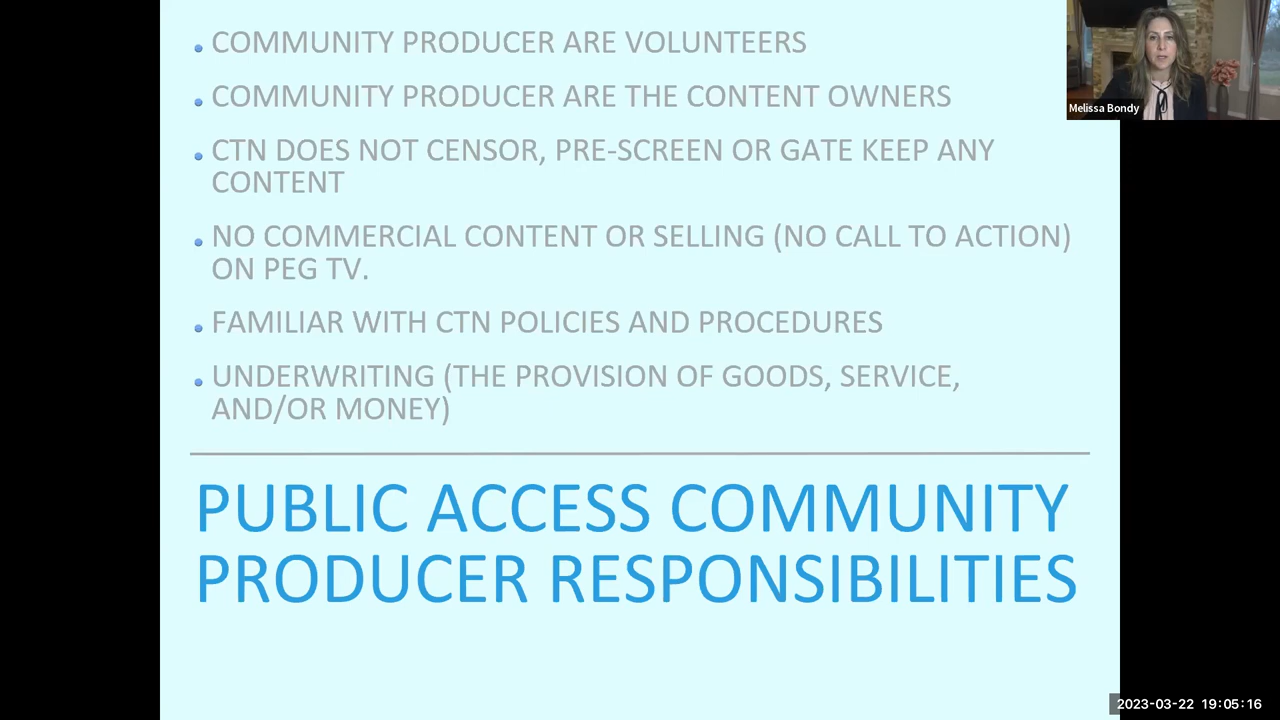 • COMMUNITY PRODUCER ARE VOLUNTEERS
• COMMUNITY PRODUCER ARE THE CONTENT OWNERS
• CTN DOES NOT CENSOR, PRE-SCREEN OR GATE KEEP ANY
CONTENT
• NO COMMERCIAL CONTENT OR SELLING (NO CALL TO ACTION)
ON PEG TV.
• FAMILIAR WITH CTN POLICIES AND PROCEDURES
• UNDERWRITING (THE PROVISION OF GOODS, SERVICE,
AND/OR MONEY)
PUBLIC ACCESS COMMUNITY
PRODUCER RESPONSIBILITIES
Melissa Bondy
2023-03-22 19:05:16